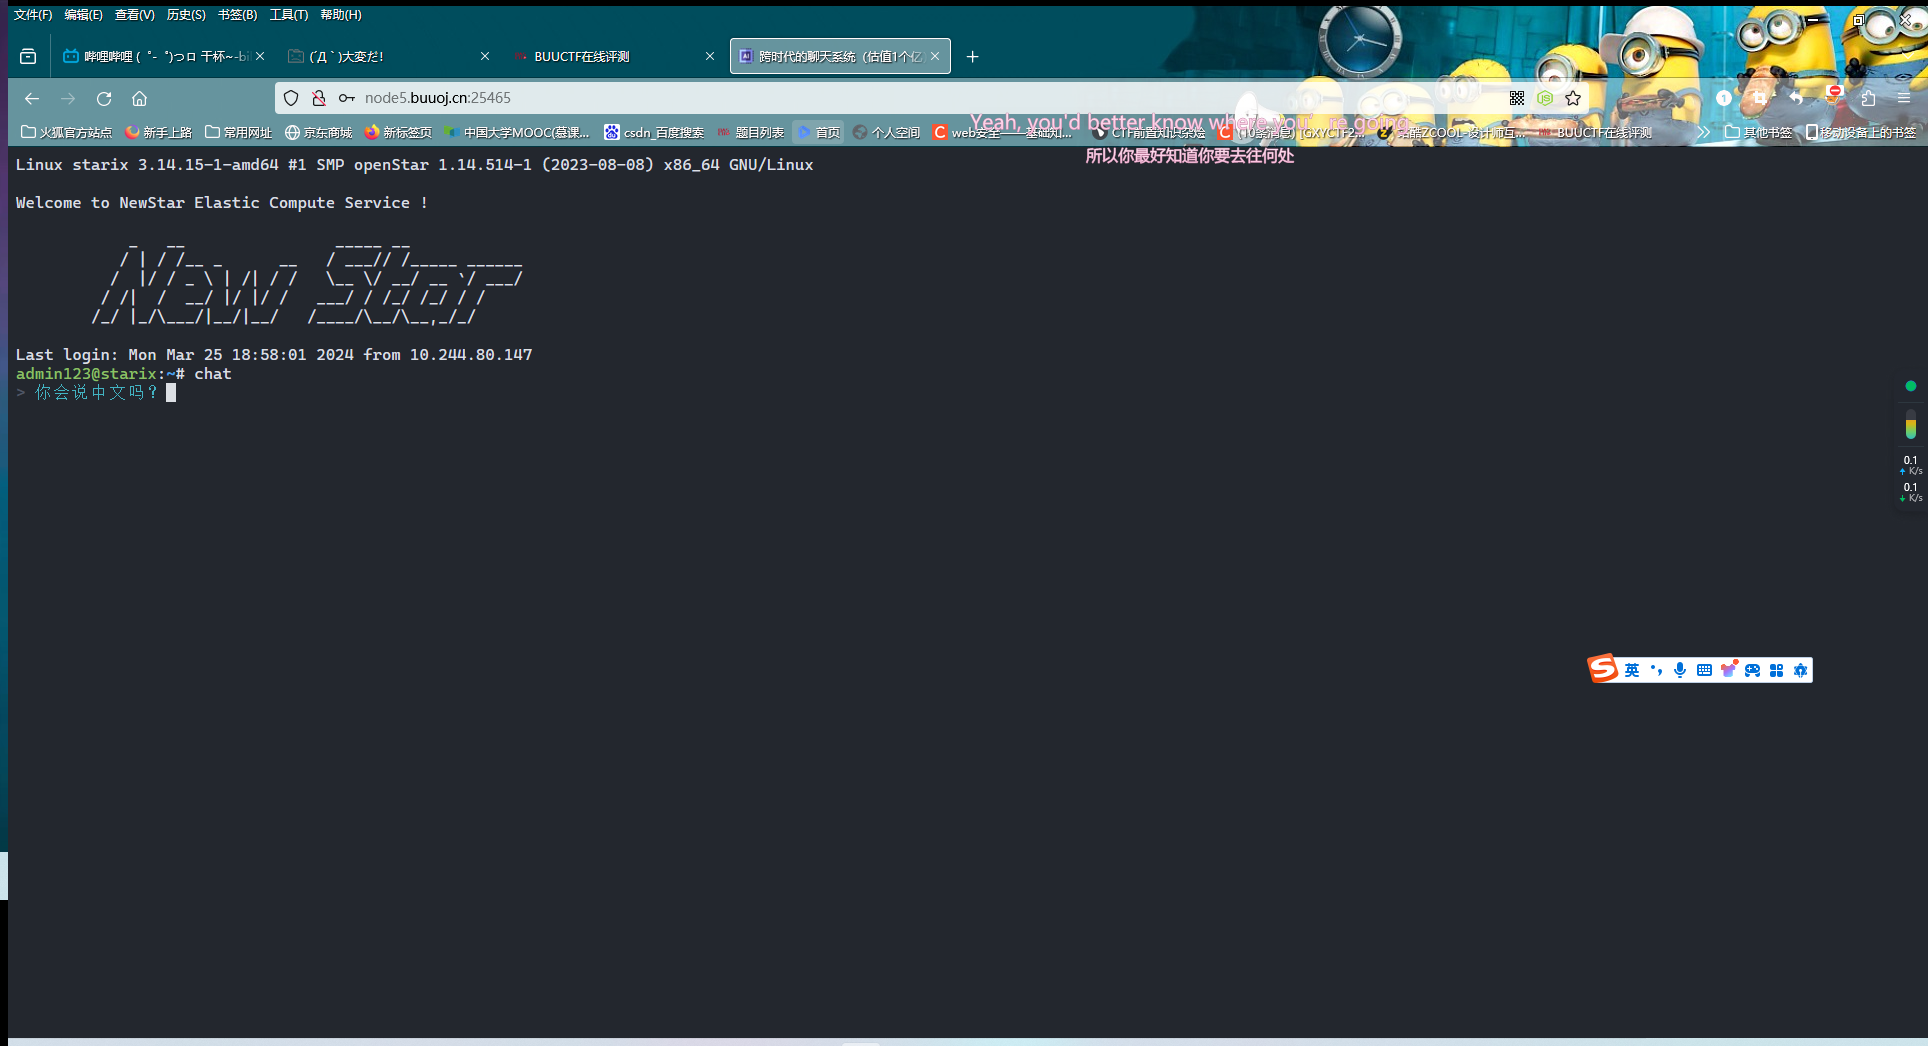 文件(F) 编辑(E) 查看(V) 历史(S) 书签(B) 工具(T) 帮助(H)
哔哩哔哩 (゜-゜)つロ 干杯~-bi
(´Д`)大変だ!
BUUCTF在线评测
跨时代的聊天系统（估值1个亿
node5.buuoj.cn:25465
火狐官方站点 新手上路 常用网址 京东商城 新标签页 中国大学MOOC(慕课... csdn_百度搜索 题目列表 首页 个人空间 web安全——基础知... CTF前置知识杂烩 (10条消息) [GXYCTF2... ZCOOL-设计师互... BUUCTF在线评测 其他书签 移动设备上的书签
Yeah, you'd better know where you're going
所以你最好知道你要去往何处
Linux starix 3.14.15-1-amd64 #1 SMP openStar 1.14.514-1 (2023-08-08) x86_64 GNU/Linux
Welcome to NewStar Elastic Compute Service !
New Star
Last login: Mon Mar 25 18:58:01 2024 from 10.244.80.147
admin123@starix:~# chat
> 你会说中文吗?
0.1
K/s
0.1
K/s
英